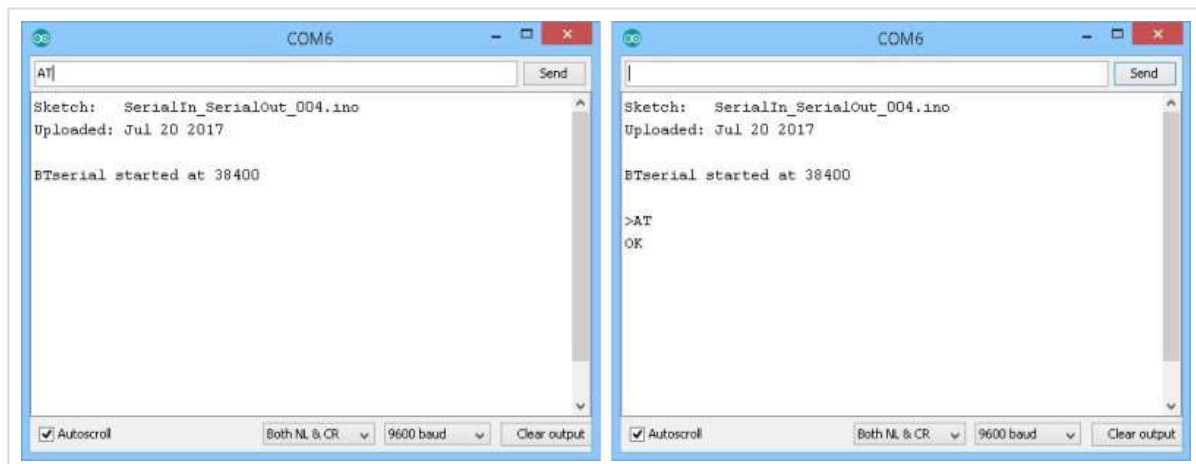 COM6
AT
Send
Sketch: SerialIn_SerialOut_004.ino
Uploaded: Jul 20 2017
BTserial started at 38400
Autoscroll
Both NL & CR
9600 baud
Clear output
COM6
Send
Sketch: SerialIn_SerialOut_004.ino
Uploaded: Jul 20 2017
BTserial started at 38400
>AT
OK
Autoscroll
Both NL & CR
9600 baud
Clear output